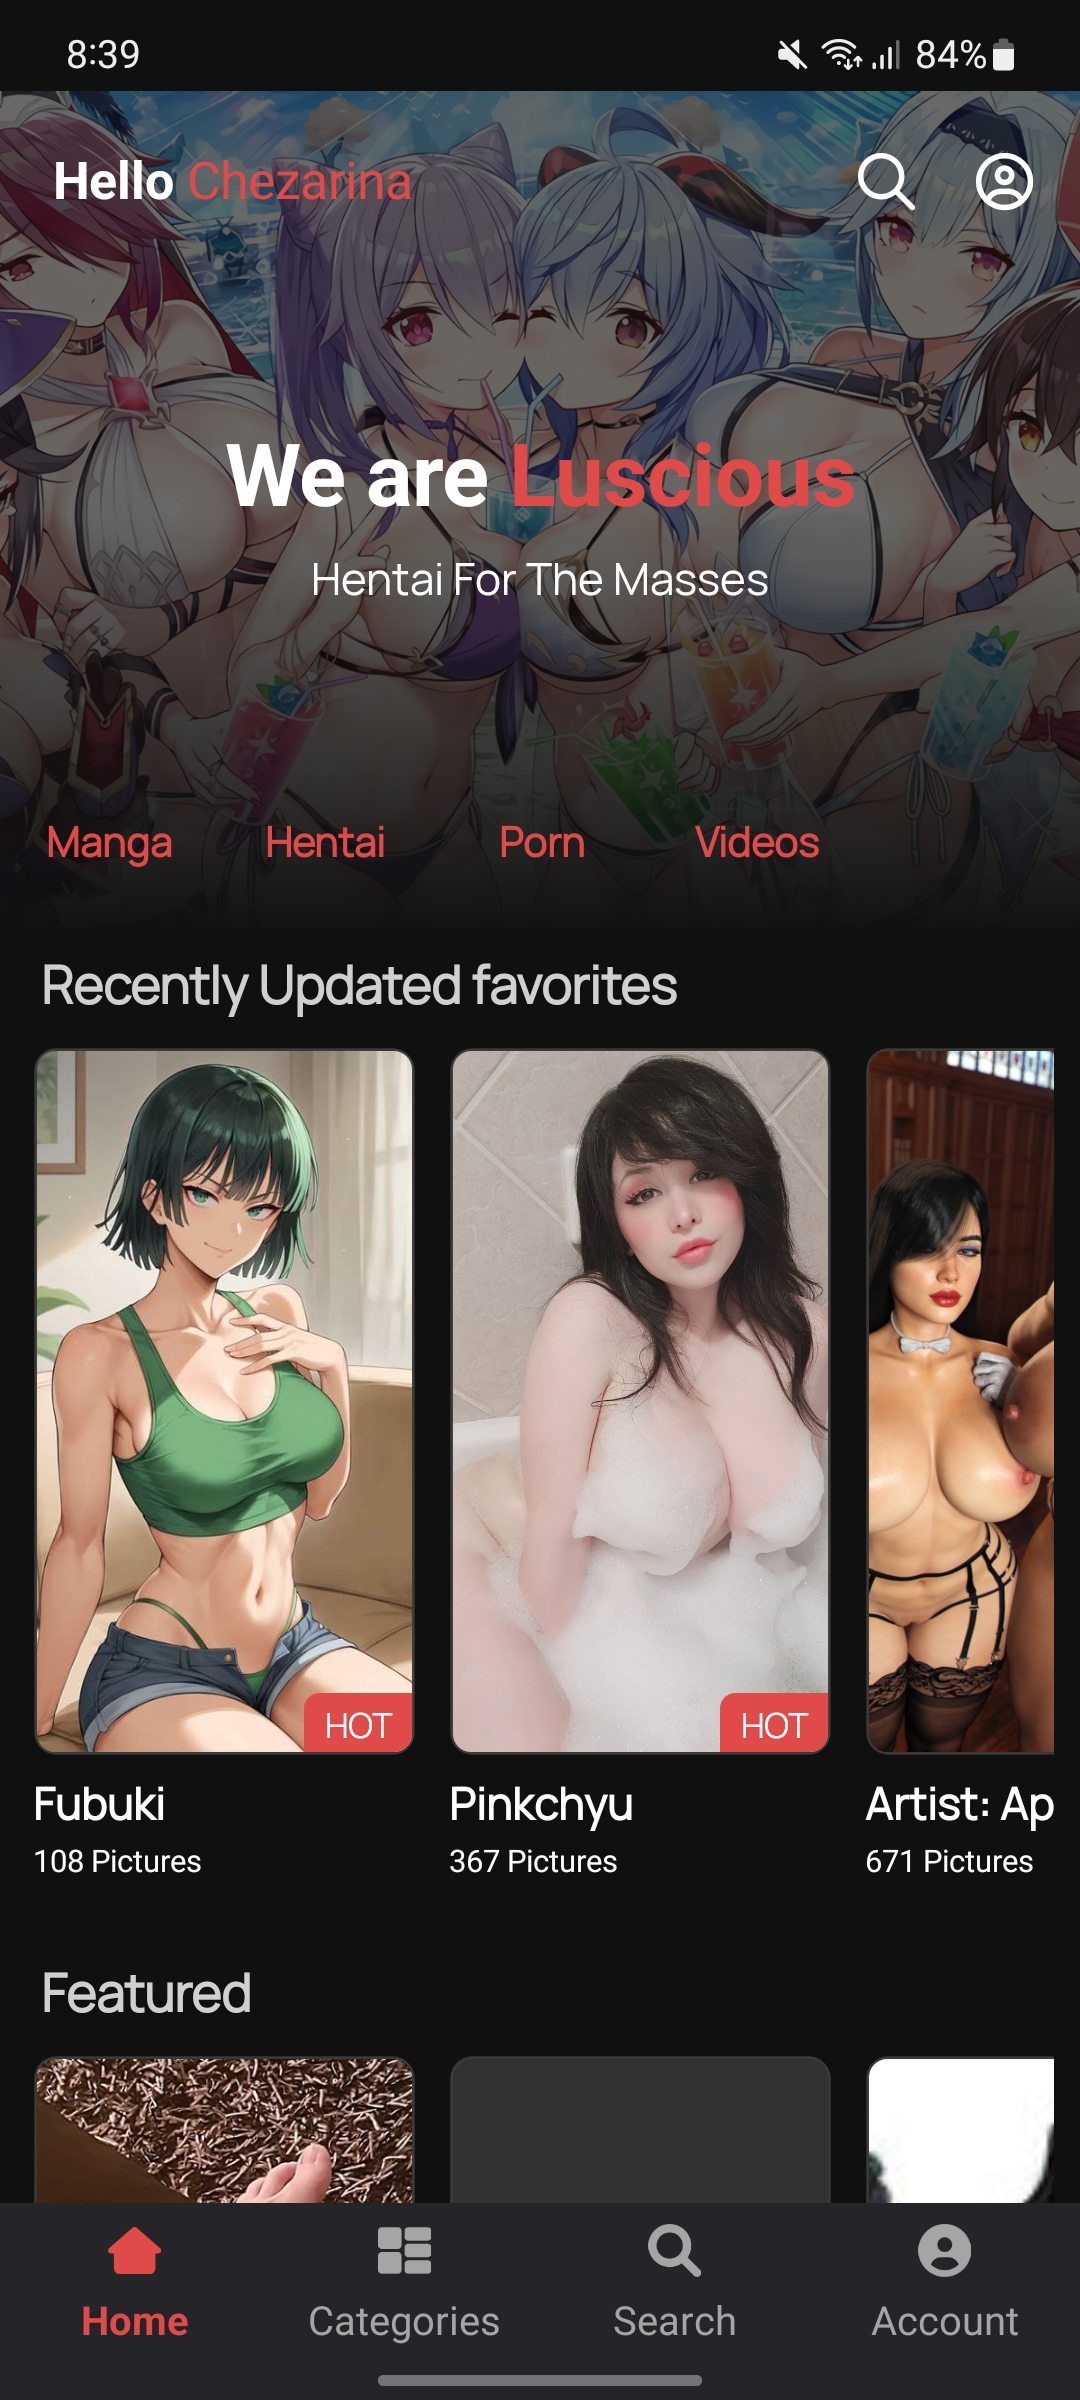 8:39
84%
Hello Chezarina
We are Luscious
Hentai For The Masses
Manga Hentai Porn Videos
Recently Updated favorites
HOT HOT
Fubuki Pinkchyu Artist: Ap
108 Pictures 367 Pictures 671 Pictures
Featured
Home Categories Search Account